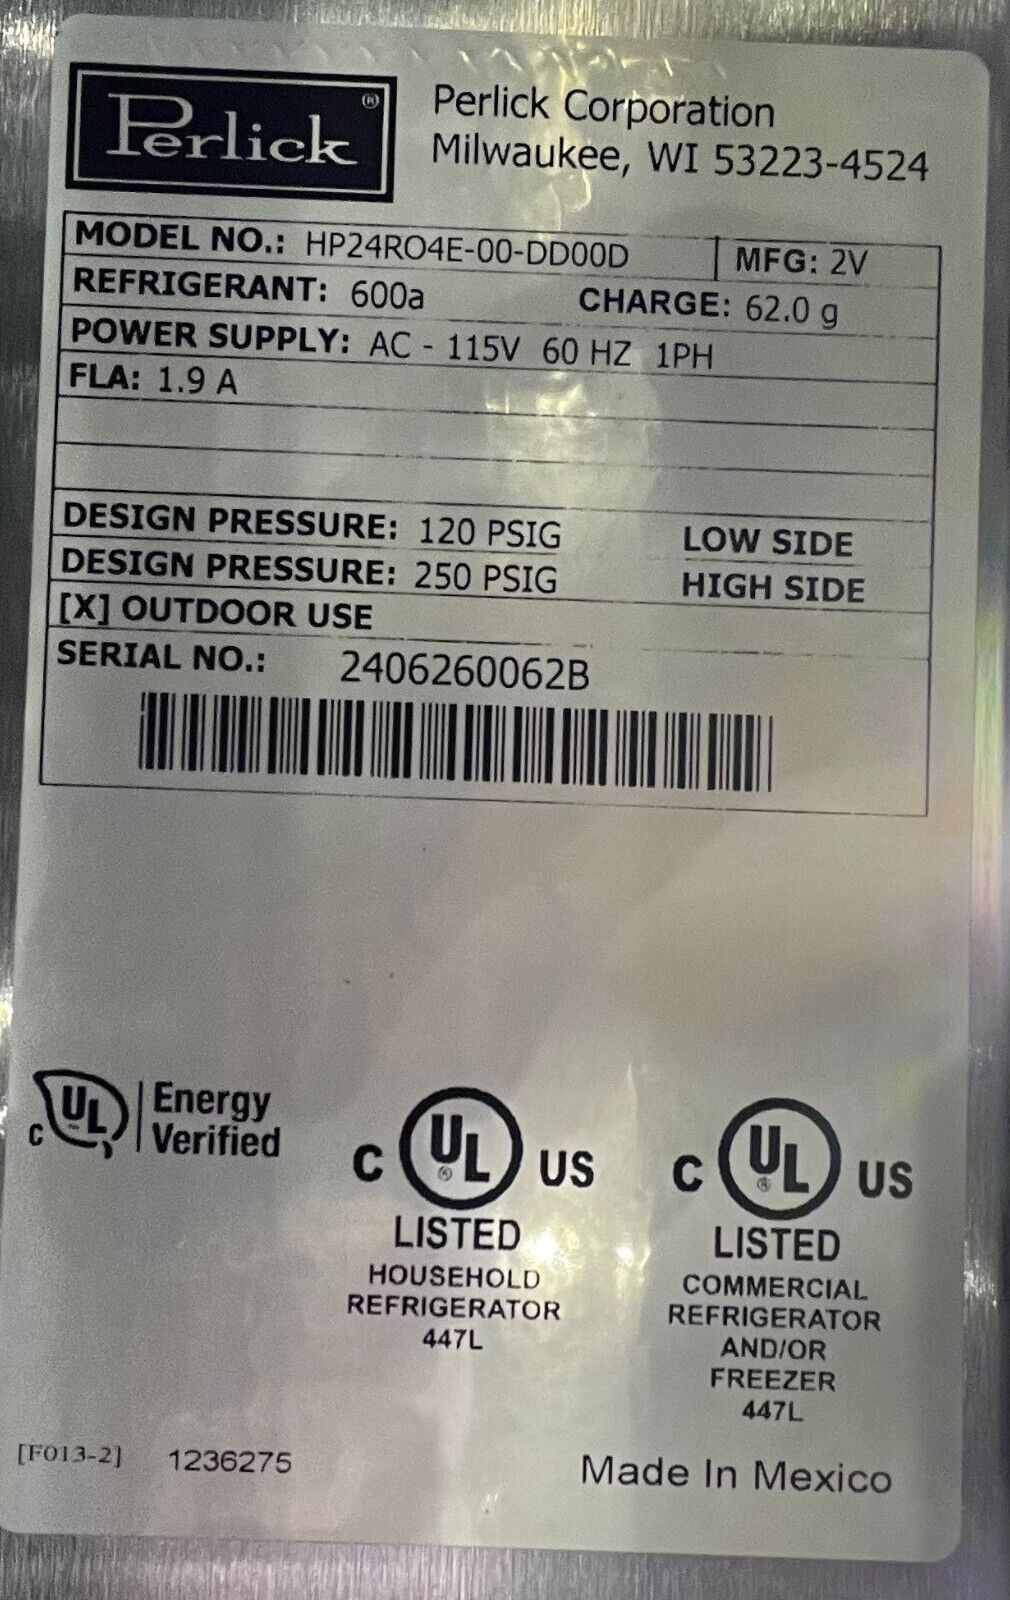 Perlick®
Perlick Corporation
Milwaukee, WI 53223-4524
MODEL NO.: HP24RO4E-00-DD00D MFG: 2V
REFRIGERANT: 600a CHARGE: 62.0 g
POWER SUPPLY: AC - 115V 60 HZ 1PH
FLA: 1.9 A
DESIGN PRESSURE: 120 PSIG LOW SIDE
DESIGN PRESSURE: 250 PSIG HIGH SIDE
[X] OUTDOOR USE
SERIAL NO.: 2406260062B
C UL Energy
Verified
C UL® US
LISTED
HOUSEHOLD
REFRIGERATOR
447L
C UL® US
LISTED
COMMERCIAL
REFRIGERATOR
AND/OR
FREEZER
447L
[F013-2] 1236275
Made In Mexico